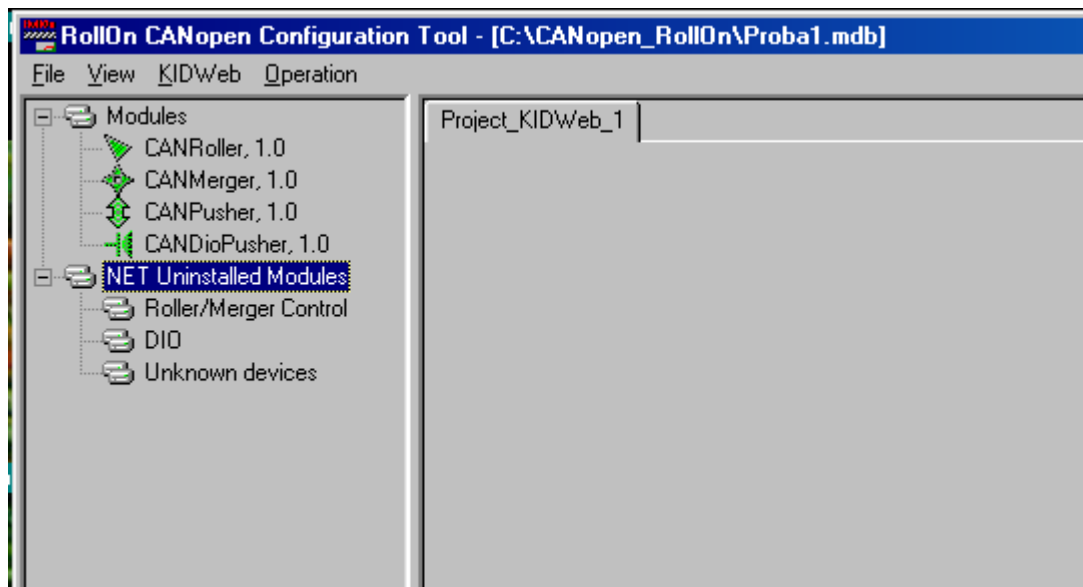 RollOn CANopen Configuration Tool - [C:\CANopen_RollOn\Proba1.mdb]
File View KIDWeb Operation
Modules
CANRoller, 1.0
CANMerger, 1.0
CANPusher, 1.0
CANDioPusher, 1.0
NET Uninstalled Modules
Roller/Merger Control
DIO
Unknown devices
Project_KIDWeb_1